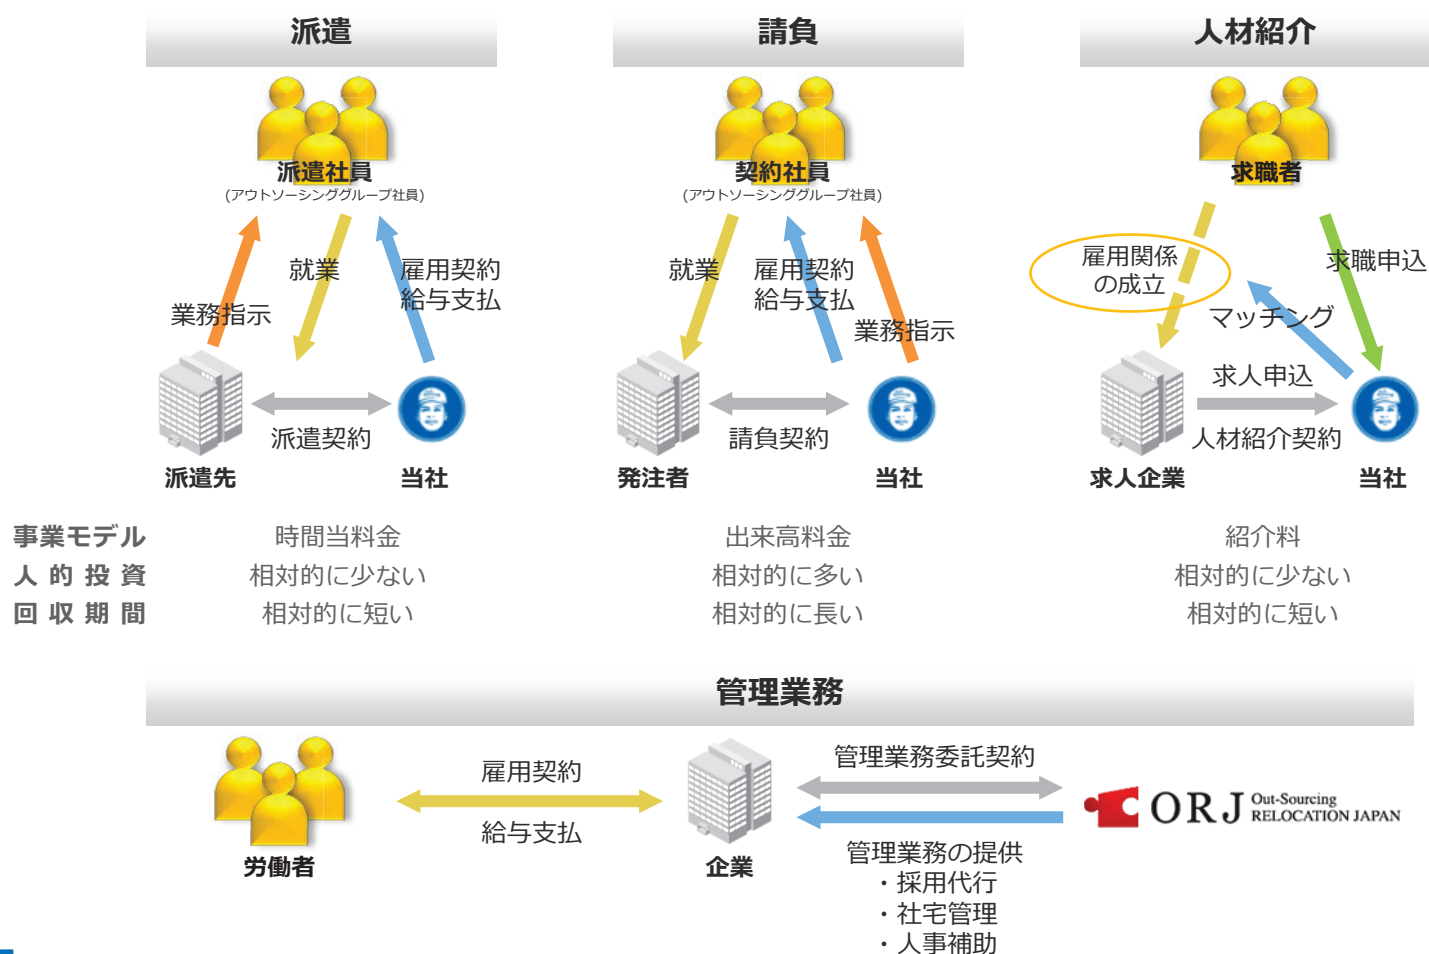 派遣
派遣社員
(アウトソーシンググループ社員)
業務指示
就業
雇用契約
給与支払
派遣契約
派遣先
当社
請負
契約社員
(アウトソーシンググループ社員)
就業
雇用契約
給与支払
業務指示
請負契約
発注者
当社
人材紹介
求職者
雇用関係
の成立
求職申込
マッチング
求人申込
人材紹介契約
求人企業
当社
事業モデル 時間当料金 出来高料金 紹介料
人的投資 相対的に少ない 相対的に多い 相対的に少ない
回収期間 相対的に短い 相対的に長い 相対的に短い
管理業務
労働者
雇用契約
給与支払
企業
管理業務委託契約
管理業務の提供
・採用代行
・社宅管理
・人事補助
ORJ Out-Sourcing
RELOCATION JAPAN